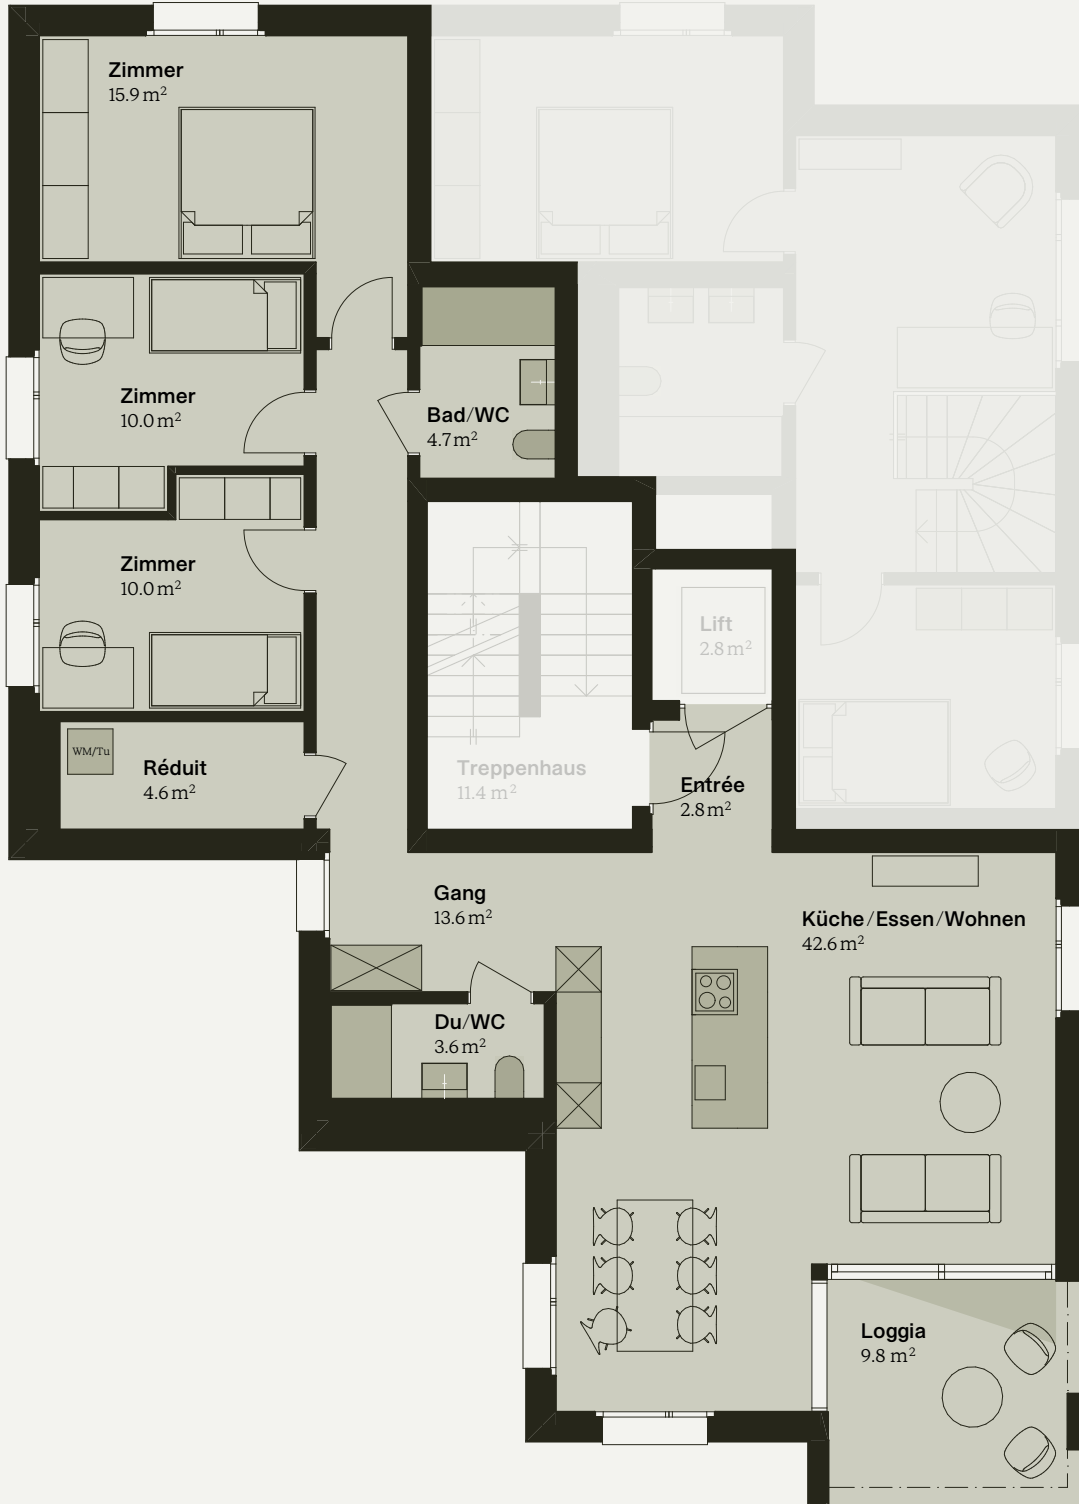 Zimmer
15.9 m²
Zimmer
10.0 m²
Bad/WC
4.7 m²
Zimmer
10.0 m²
Lift
2.8 m²
WM/Tu
Réduit
4.6 m²
Treppenhaus
11.4 m²
Entrée
2.8 m²
Gang
13.6 m²
Küche/Essen/Wohnen
42.6 m²
Du/WC
3.6 m²
Loggia
9.8 m²